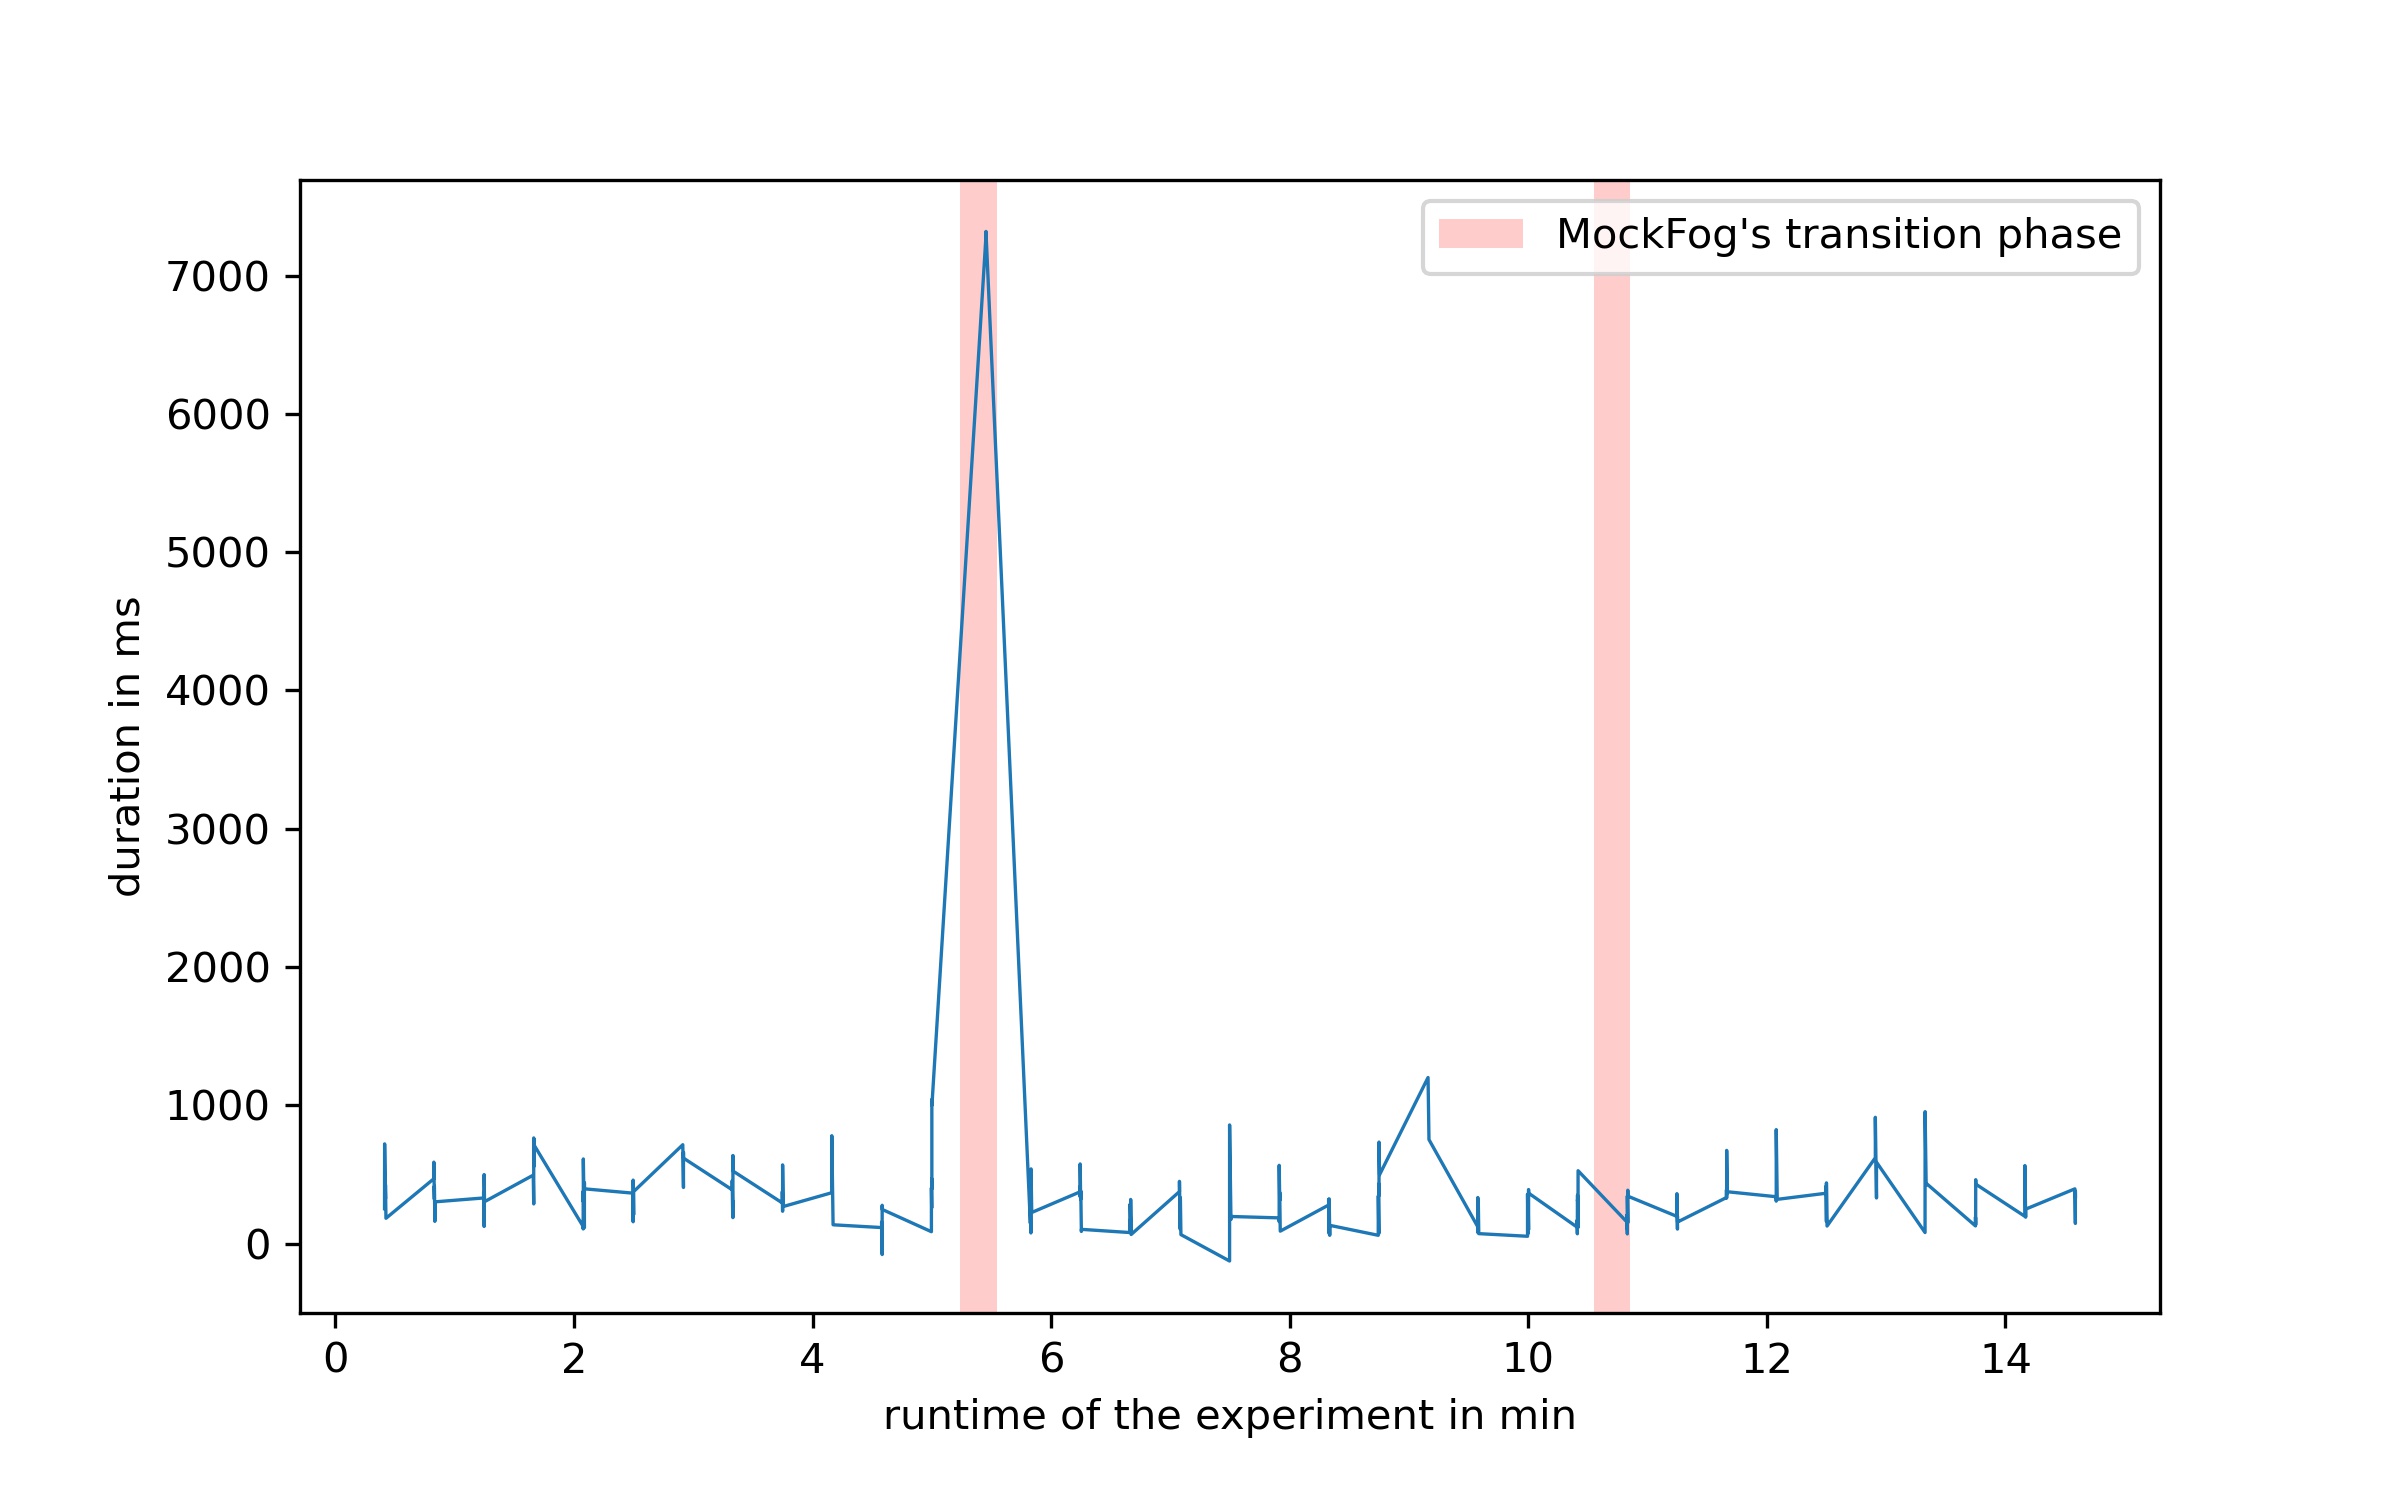 MockFog's transition phase
7000
6000
5000
4000
3000
2000
1000
0
duration in ms
0 2 4 6 8 10 12 14
runtime of the experiment in min